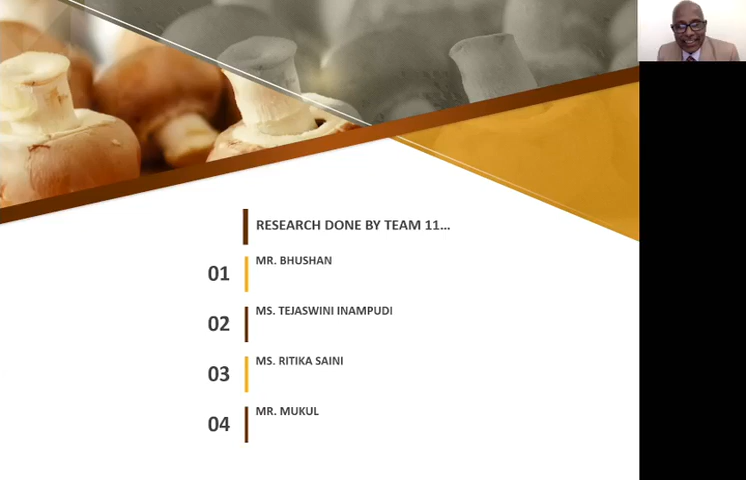 RESEARCH DONE BY TEAM 11...
01 MR. BHUSHAN
02 MS. TEJASWINI INAMPUDI
03 MS. RITIKA SAINI
04 MR. MUKUL